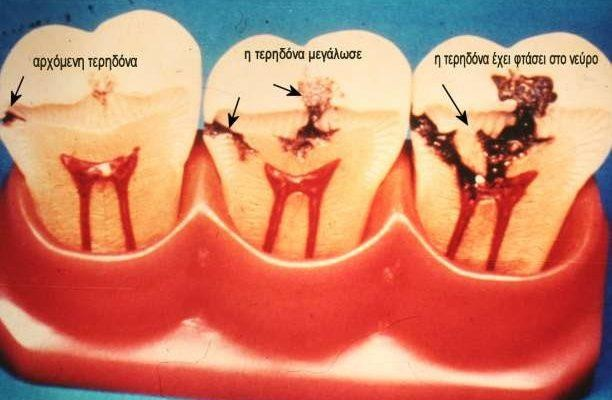 αρχόμενη τερηδόνα
η τερηδόνα μεγάλωσε
η τερηδόνα έχει φτάσει στο νεύρο